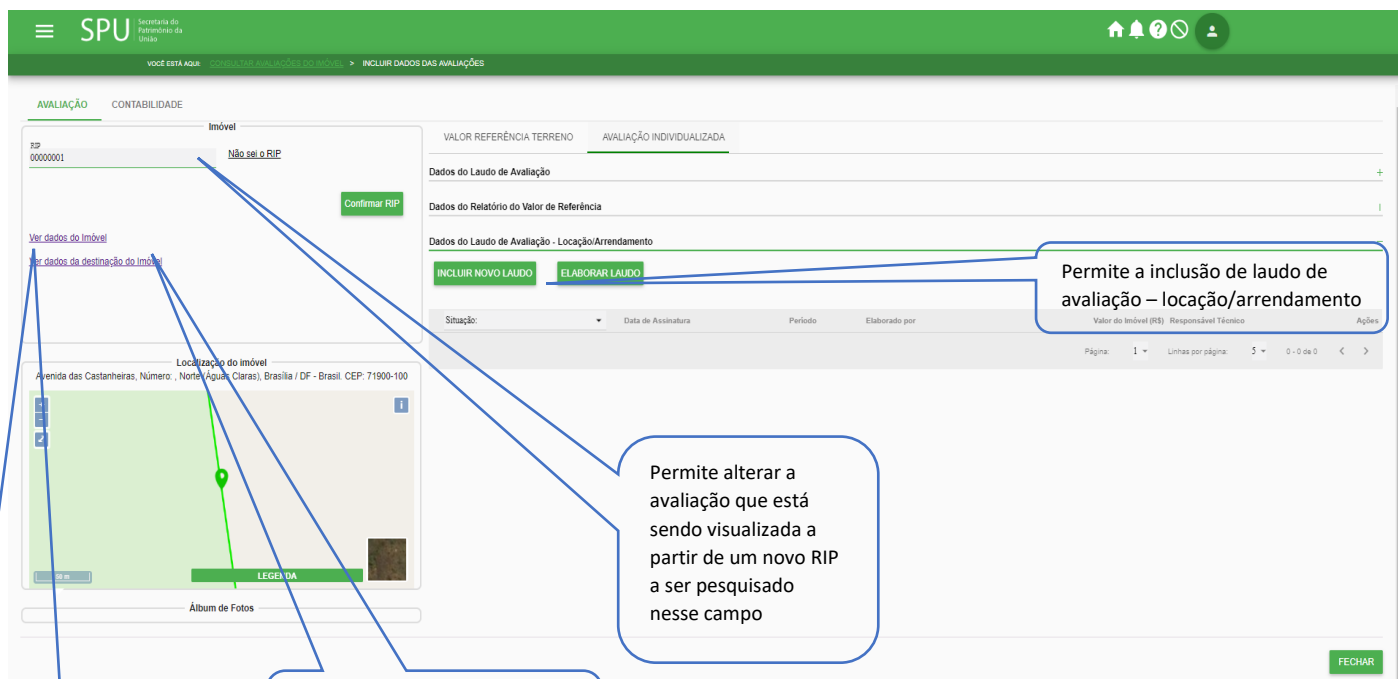 SPU
Secretaria do
Patrimônio da
União
VOCÊ ESTÁ AQUI: CONSULTAR AVALIAÇÕES DO IMÓVEL > INCLUIR DADOS DAS AVALIAÇÕES
AVALIAÇÃO CONTABILIDADE
Imóvel
RIP
00000001
Não sei o RIP
Confirmar RIP
Ver dados do Imóvel
Ver dados da destinação do Imóvel
Localização do imóvel
Avenida das Castanheiras, Número: , Norte (Águas Claras), Brasília / DF - Brasil. CEP: 71900-100
+
−
i
50 m
LEGENDA
Álbum de Fotos
VALOR REFERÊNCIA TERRENO AVALIAÇÃO INDIVIDUALIZADA
Dados do Laudo de Avaliação +
Dados do Relatório do Valor de Referência
Dados do Laudo de Avaliação - Locação/Arrendamento
INCLUIR NOVO LAUDO ELABORAR LAUDO
Situação: Data de Assinatura Período Elaborado por Valor do Imóvel (R$) Responsável Técnico Ações
Página: 1 Linhas por página: 5 0 - 0 de 0 < >
Permite a inclusão de laudo de
avaliação – locação/arrendamento
Permite alterar a
avaliação que está
sendo visualizada a
partir de um novo RIP
a ser pesquisado
nesse campo
FECHAR